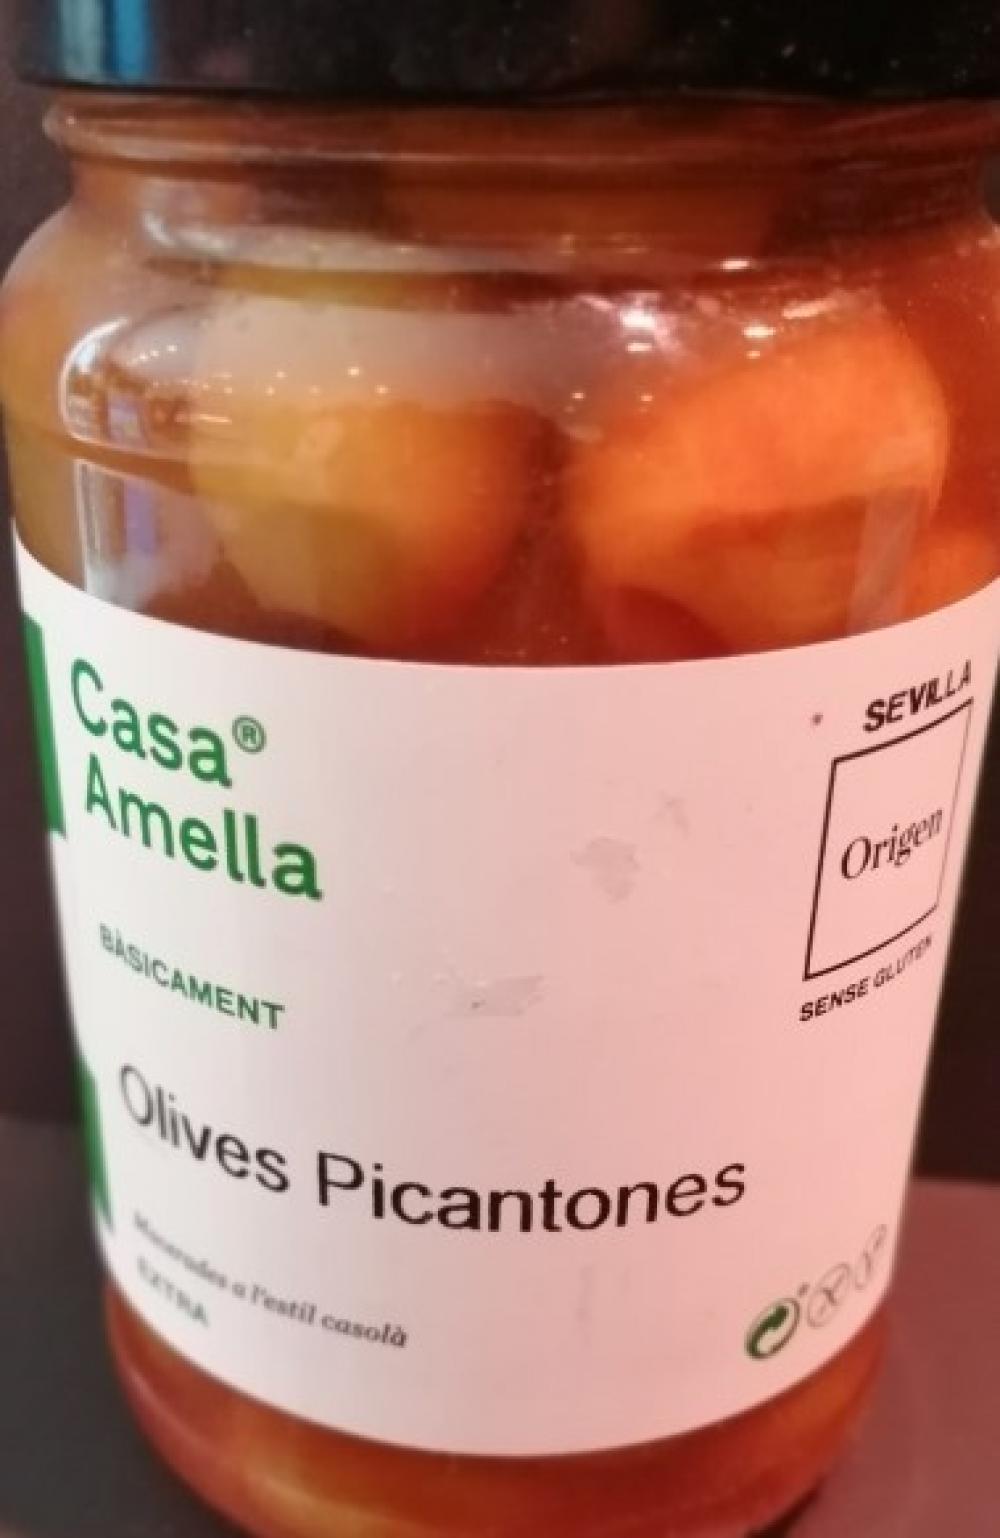 Casa®
Amella
SEVILLA
Origen
SENSE GLUTEN
BÀSICAMENT
Olives Picantones
Macerades a l'estil casolà
EXTRA